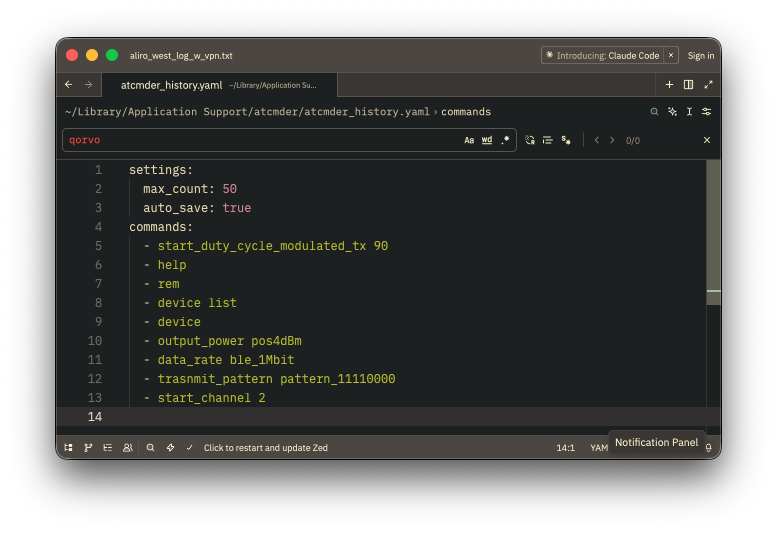 aliro_west_log_w_vpn.txt
Introducing: Claude Code
Sign in
atcmder_history.yaml ~/Library/Application Su...
~/Library/Application Support/atcmder/atcmder_history.yaml › commands
qorvo
Aa wd .* 0/0
1 settings:
2 max_count: 50
3 auto_save: true
4 commands:
5 - start_duty_cycle_modulated_tx 90
6 - help
7 - rem
8 - device list
9 - device
10 - output_power pos4dBm
11 - data_rate ble_1Mbit
12 - trasnmit_pattern pattern_11110000
13 - start_channel 2
14
Click to restart and update Zed 14:1 YAM
Notification Panel